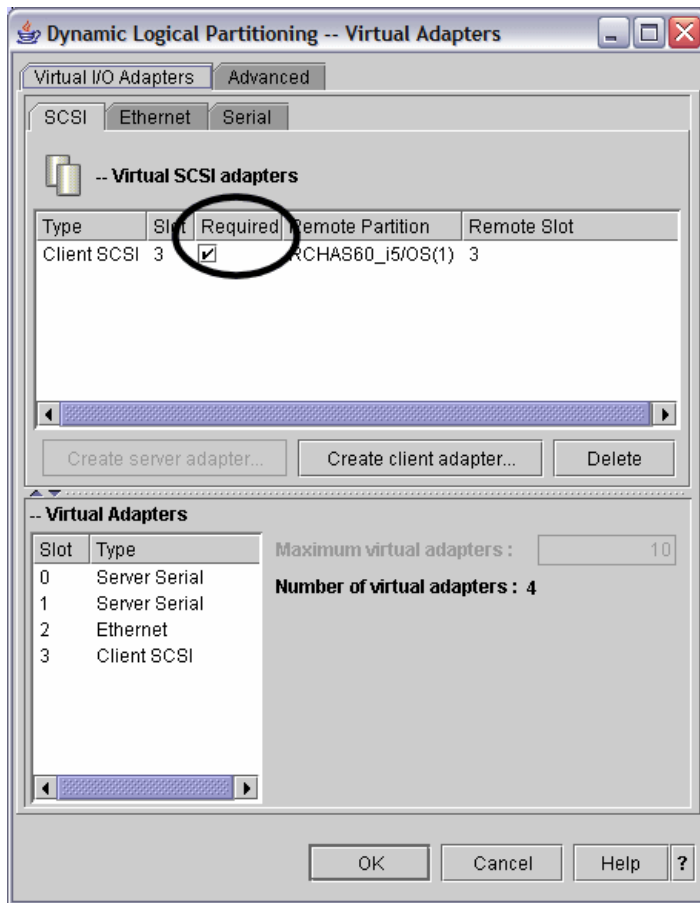 Dynamic Logical Partitioning -- Virtual Adapters
Virtual I/O Adapters Advanced
SCSI Ethernet Serial
-- Virtual SCSI adapters
Type Slot Required Remote Partition Remote Slot
Client SCSI 3 RCHAS60_i5/OS(1) 3
Create server adapter... Create client adapter... Delete
-- Virtual Adapters
Slot Type
0 Server Serial
1 Server Serial
2 Ethernet
3 Client SCSI
Maximum virtual adapters : 10
Number of virtual adapters : 4
OK Cancel Help ?